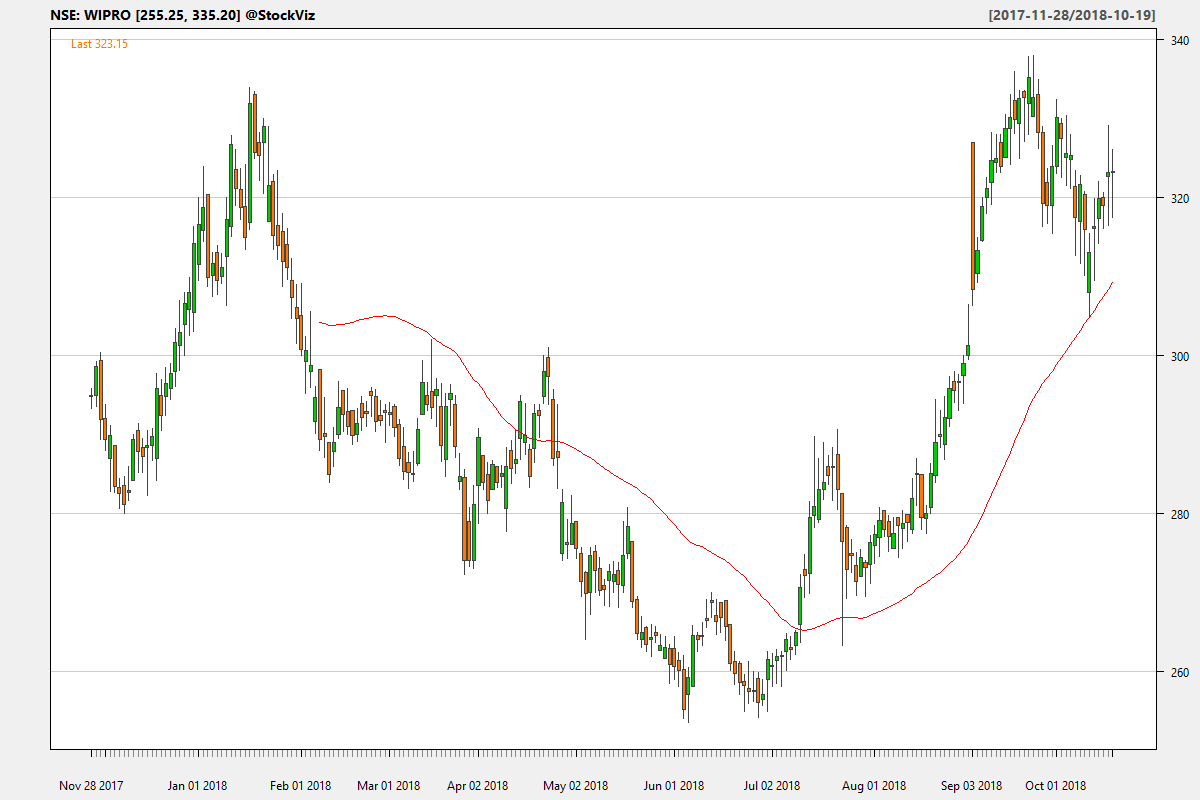 NSE: WIPRO [255.25, 335.20] @StockViz [2017-11-28/2018-10-19]
Last 323.15
340
320
300
280
260
Nov 28 2017 Jan 01 2018 Feb 01 2018 Mar 01 2018 Apr 02 2018 May 02 2018 Jun 01 2018 Jul 02 2018 Aug 01 2018 Sep 03 2018 Oct 01 2018